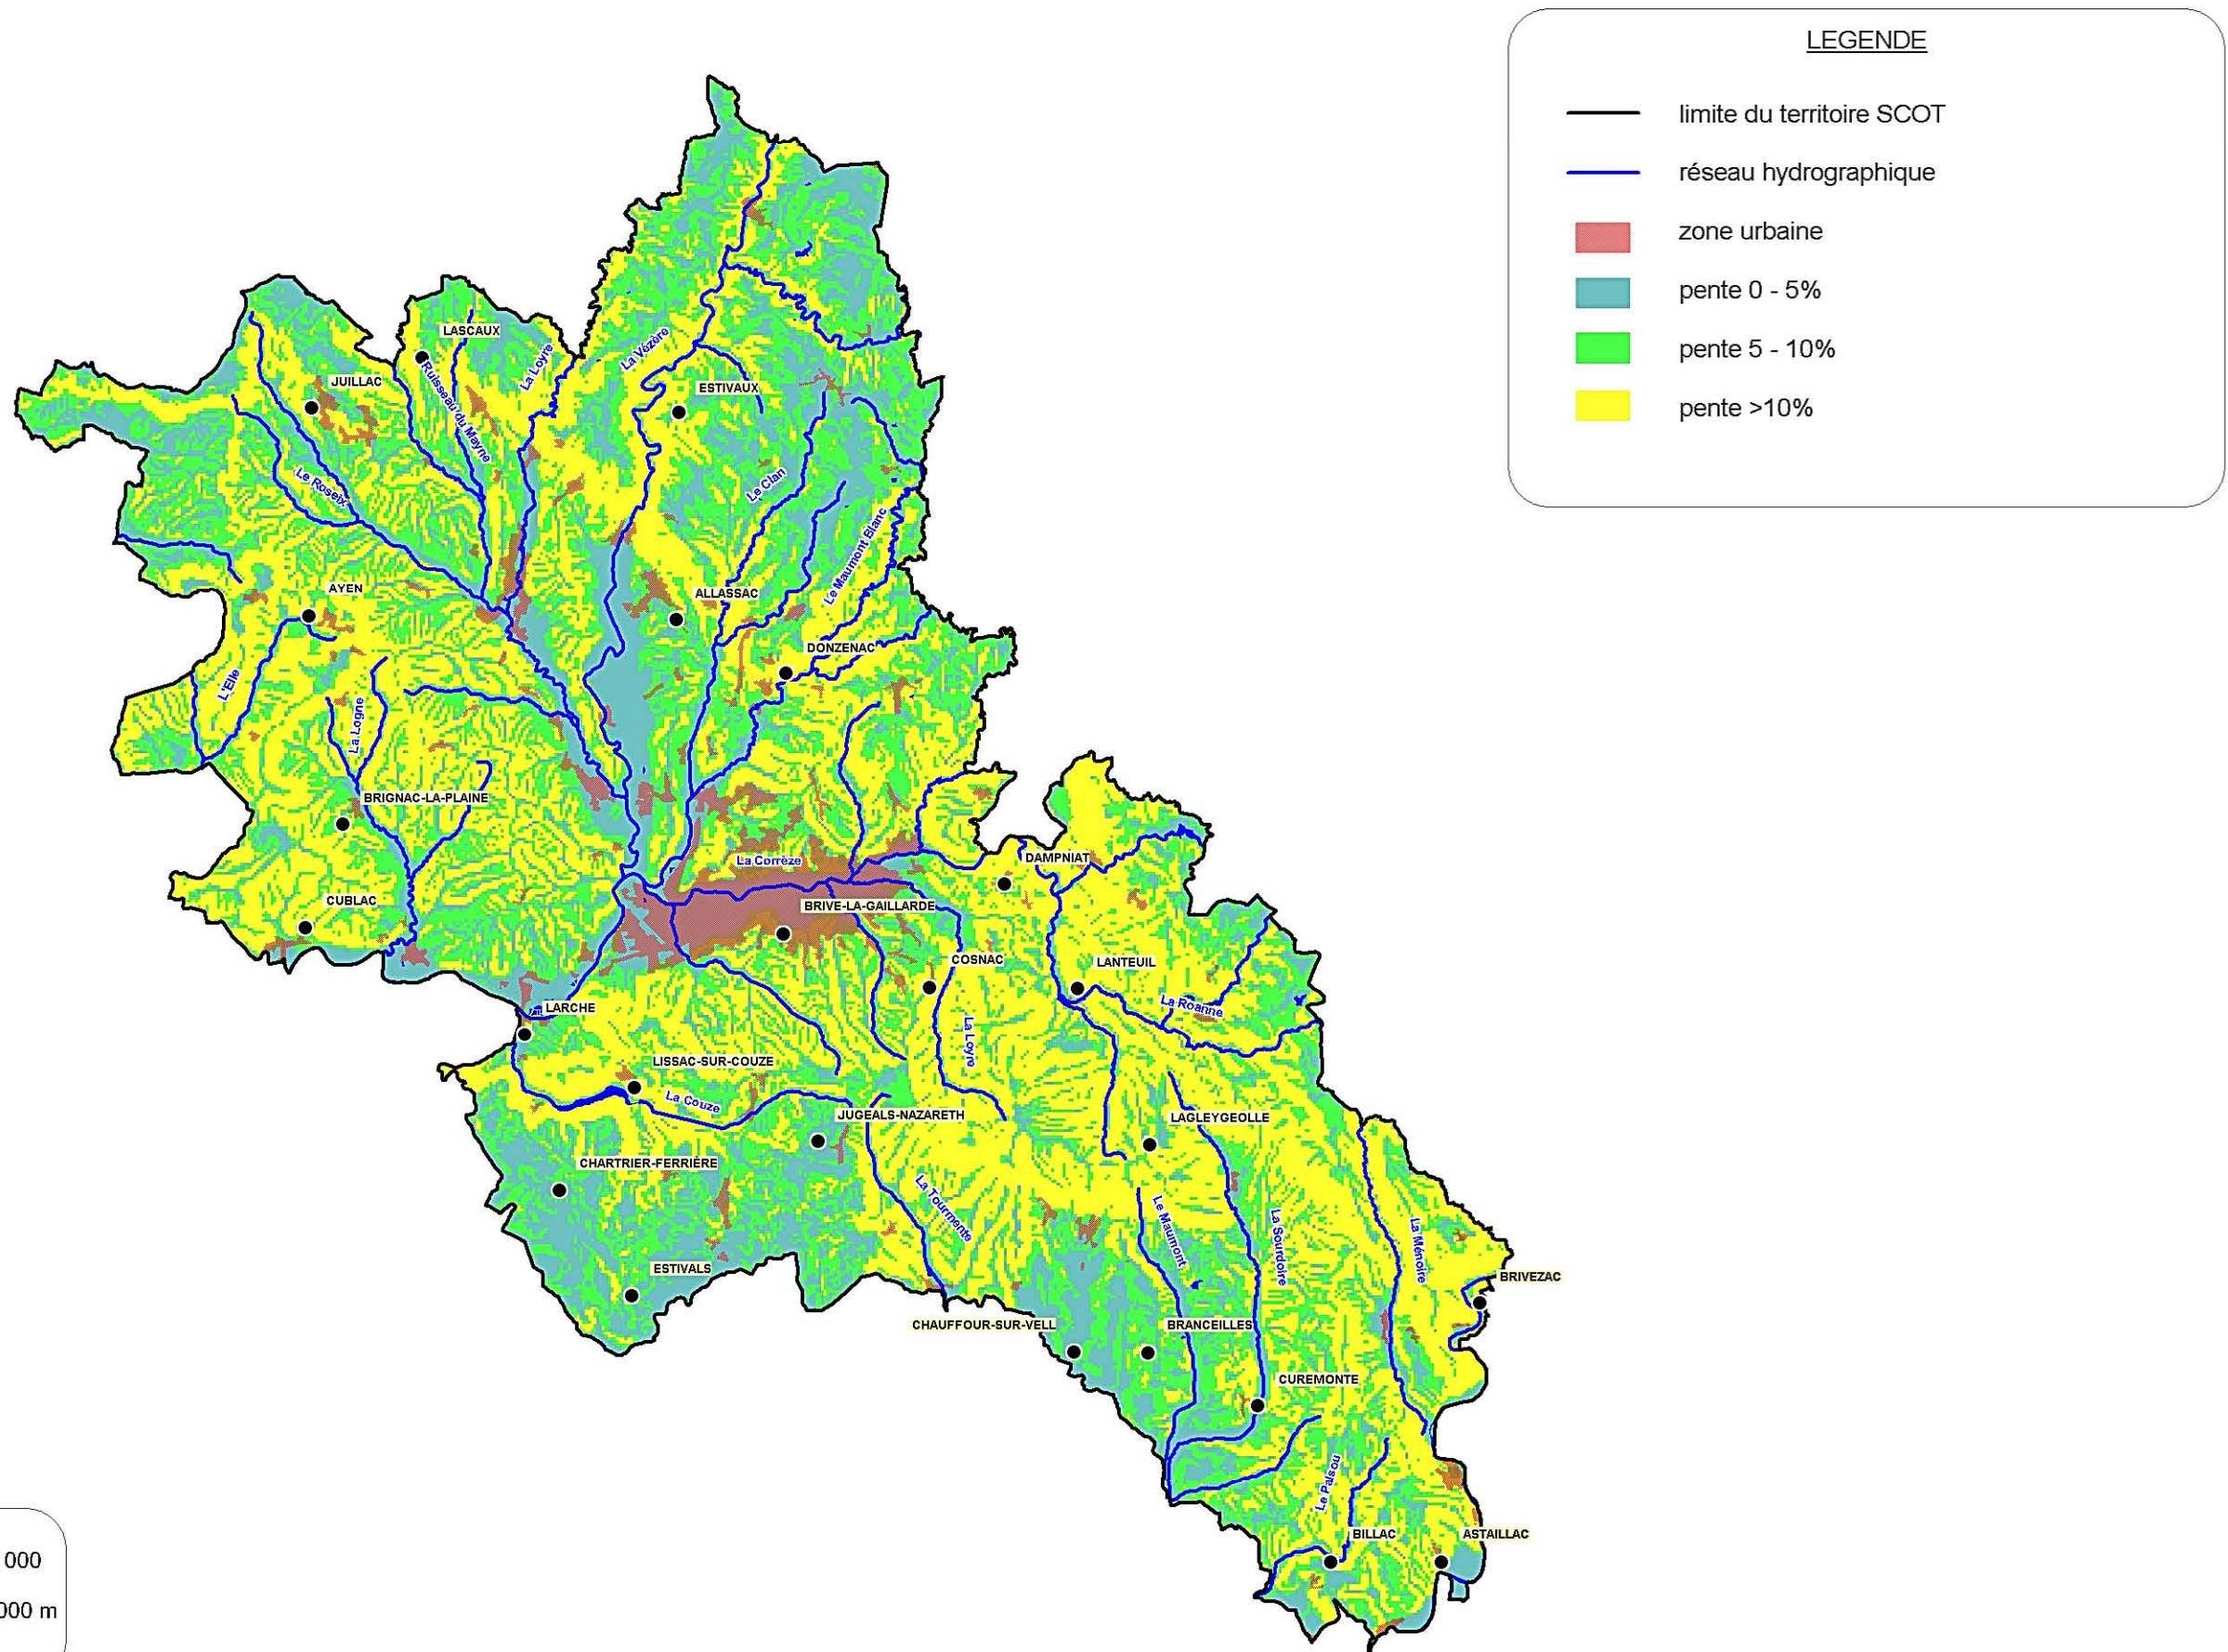 LEGENDE
limite du territoire SCOT
réseau hydrographique
zone urbaine
pente 0 - 5%
pente 5 - 10%
pente >10%
LASCAUX
La Vézère
La Loyre
JUILLAC
ESTIVAUX
Ruisseau du Mayne
Le Roseix
Le Clan
Le Maumont Blanc
AYEN
ALLASSAC
DONZENAC
L'Elle
La Logne
BRIGNAC-LA-PLAINE
La Corrèze
DAMPNIAT
CUBLAC
BRIVE-LA-GAILLARDE
COSNAC
LANTEUIL
LARCHE
La Roanne
La Loyre
LISSAC-SUR-COUZE
La Couze
JUGEALS-NAZARETH
LAGLEYGEOLLE
CHARTRIER-FERRIÈRE
La Tourmente
Le Maumont
La Sourdoire
La Ménoire
ESTIVALS
BRIVEZAC
CHAUFFOUR-SUR-VELL
BRANCEILLES
CUREMONTE
Le Palsou
BILLAC
ASTAILLAC
000
000 m